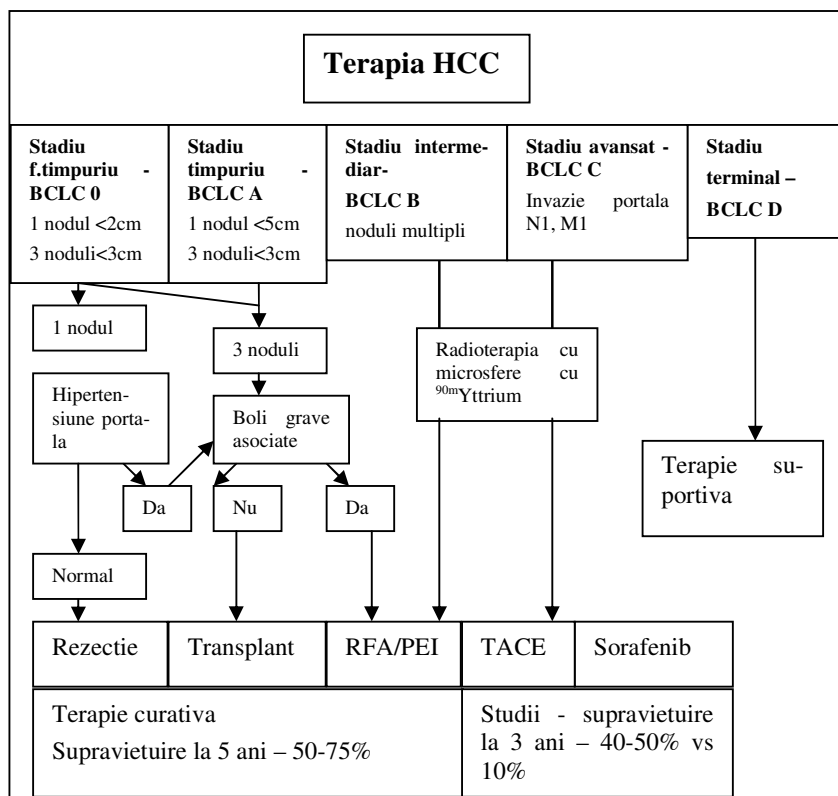 Terapia HCC
Stadiu
f.timpuriu -
BCLC 0
1 nodul <2cm
3 noduli<3cm
Stadiu
timpuriu -
BCLC A
1 nodul <5cm
3 noduli<3cm
Stadiu interme-
diar-
BCLC B
noduli multipli
Stadiu avansat -
BCLC C
Invazie portala
N1, M1
Stadiu
terminal –
BCLC D
1 nodul
3 noduli
Radioterapia cu
microsfere cu
90mYttrium
Hiperten-
siune porta-
la
Boli grave
asociate
Terapie su-
portiva
Da
Nu
Da
Normal
Rezectie
Transplant
RFA/PEI
TACE
Sorafenib
Terapie curativa
Supravietuire la 5 ani – 50-75%
Studii - supravietuire
la 3 ani – 40-50% vs
10%